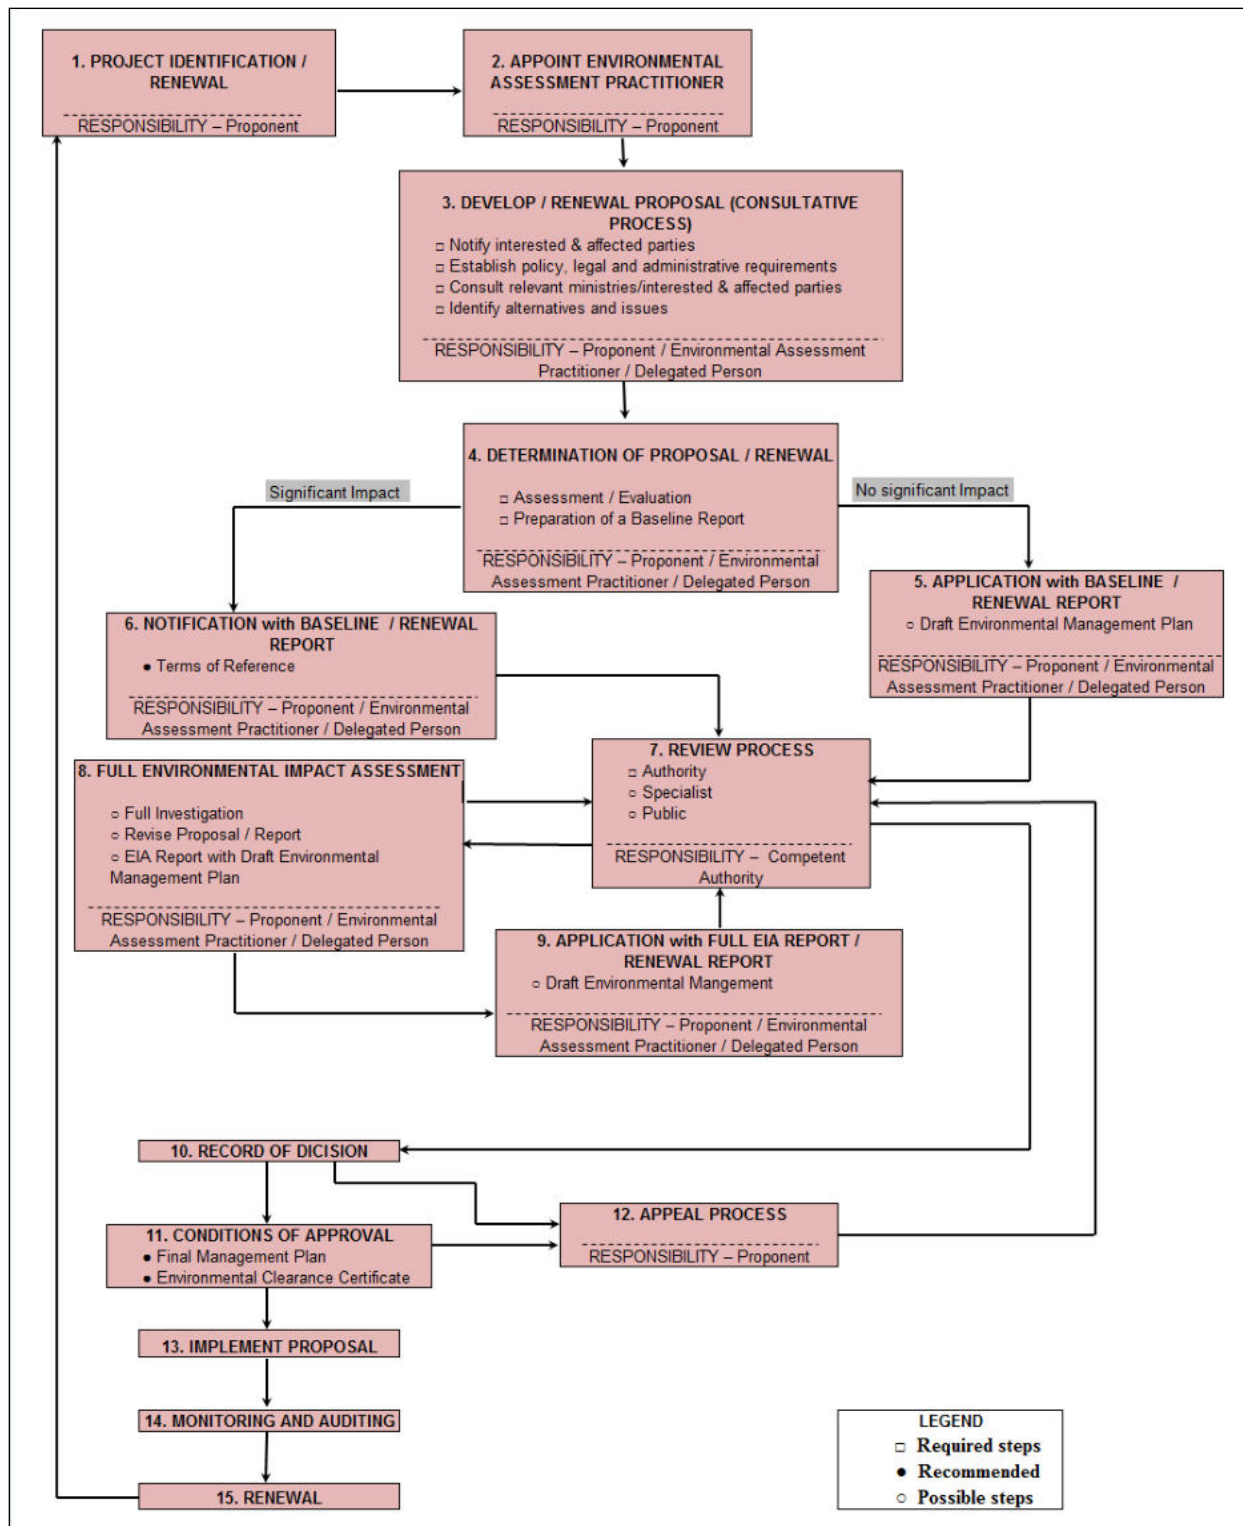 1. PROJECT IDENTIFICATION /
RENEWAL
RESPONSIBILITY – Proponent
2. APPOINT ENVIRONMENTAL
ASSESSMENT PRACTITIONER
RESPONSIBILITY – Proponent
3. DEVELOP / RENEWAL PROPOSAL (CONSULTATIVE
PROCESS)
□ Notify interested & affected parties
□ Establish policy, legal and administrative requirements
□ Consult relevant ministries/interested & affected parties
□ Identify alternatives and issues
RESPONSIBILITY – Proponent / Environmental Assessment
Practitioner / Delegated Person
4. DETERMINATION OF PROPOSAL / RENEWAL
□ Assessment / Evaluation
□ Preparation of a Baseline Report
RESPONSIBILITY – Proponent / Environmental
Assessment Practitioner / Delegated Person
Significant Impact
No significant Impact
5. APPLICATION with BASELINE /
RENEWAL REPORT
○ Draft Environmental Management Plan
RESPONSIBILITY – Proponent / Environmental
Assessment Practitioner / Delegated Person
6. NOTIFICATION with BASELINE / RENEWAL
REPORT
● Terms of Reference
RESPONSIBILITY – Proponent / Environmental
Assessment Practitioner / Delegated Person
7. REVIEW PROCESS
□ Authority
○ Specialist
○ Public
RESPONSIBILITY – Competent
Authority
8. FULL ENVIRONMENTAL IMPACT ASSESSMENT
○ Full Investigation
○ Revise Proposal / Report
○ EIA Report with Draft Environmental
Management Plan
RESPONSIBILITY – Proponent / Environmental
Assessment Practitioner / Delegated Person
9. APPLICATION with FULL EIA REPORT /
RENEWAL REPORT
○ Draft Environmental Mangement
RESPONSIBILITY – Proponent / Environmental
Assessment Practitioner / Delegated Person
10. RECORD OF DICISION
11. CONDITIONS OF APPROVAL
● Final Management Plan
● Environmental Clearance Certificate
12. APPEAL PROCESS
RESPONSIBILITY – Proponent
13. IMPLEMENT PROPOSAL
14. MONITORING AND AUDITING
15. RENEWAL
LEGEND
□ Required steps
● Recommended
○ Possible steps